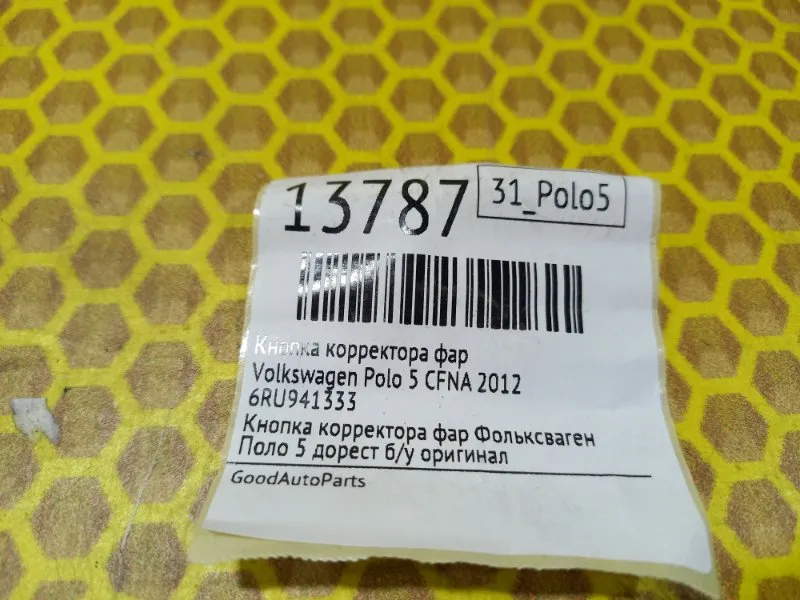 13787
31_Polo5
Кнопка корректора фар
Volkswagen Polo 5 CFNA 2012
6RU941333
Кнопка корректора фар Фольксваген
Поло 5 дорест б/у оригинал
GoodAutoParts